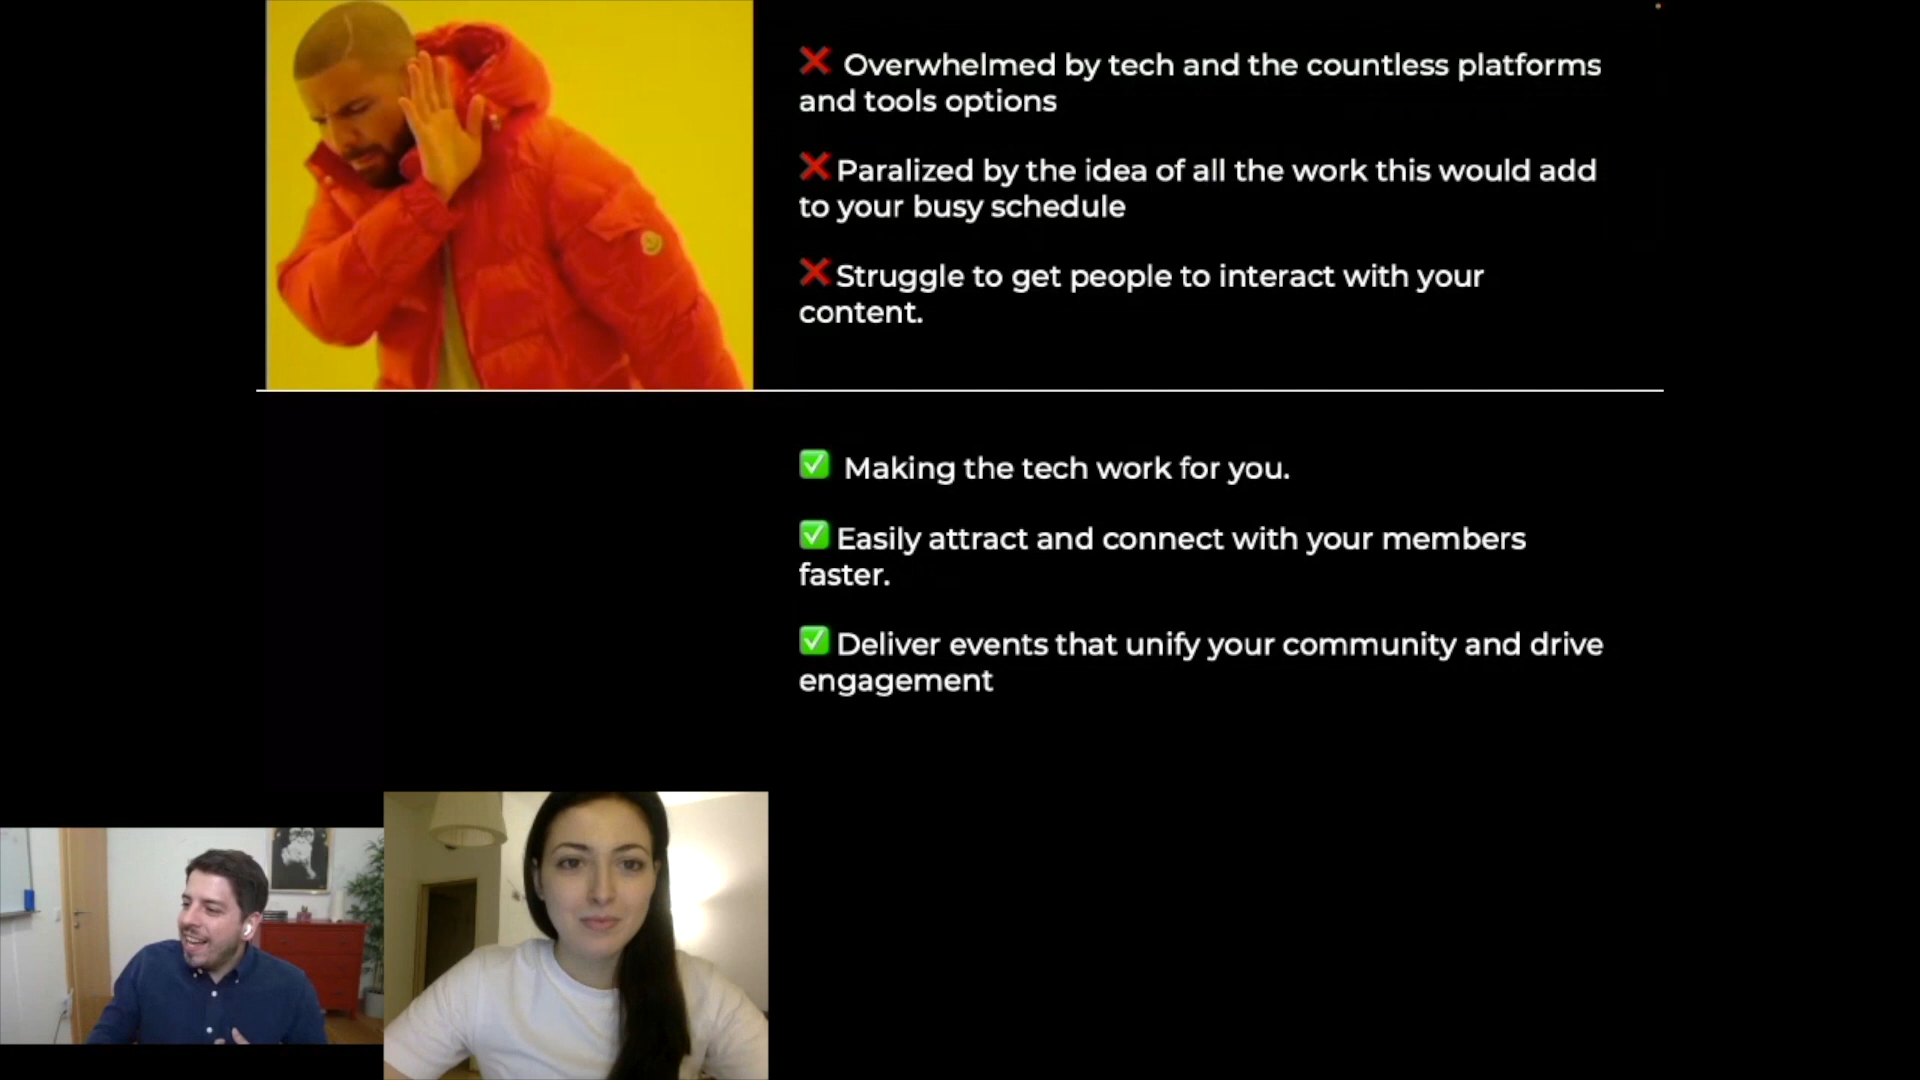 ❌ Overwhelmed by tech and the countless platforms
and tools options
❌ Paralized by the idea of all the work this would add
to your busy schedule
❌ Struggle to get people to interact with your
content.
✅ Making the tech work for you.
✅ Easily attract and connect with your members
faster.
✅ Deliver events that unify your community and drive
engagement